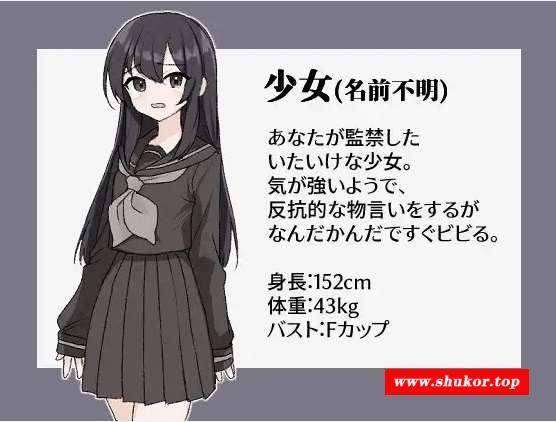 少女(名前不明)
あなたが監禁した
いたいけな少女。
気が強いようで、
反抗的な物言いをするが
なんだかんだですぐビビる。
身長:152cm
体重:43kg
バスト:Fカップ
www.shukor.top